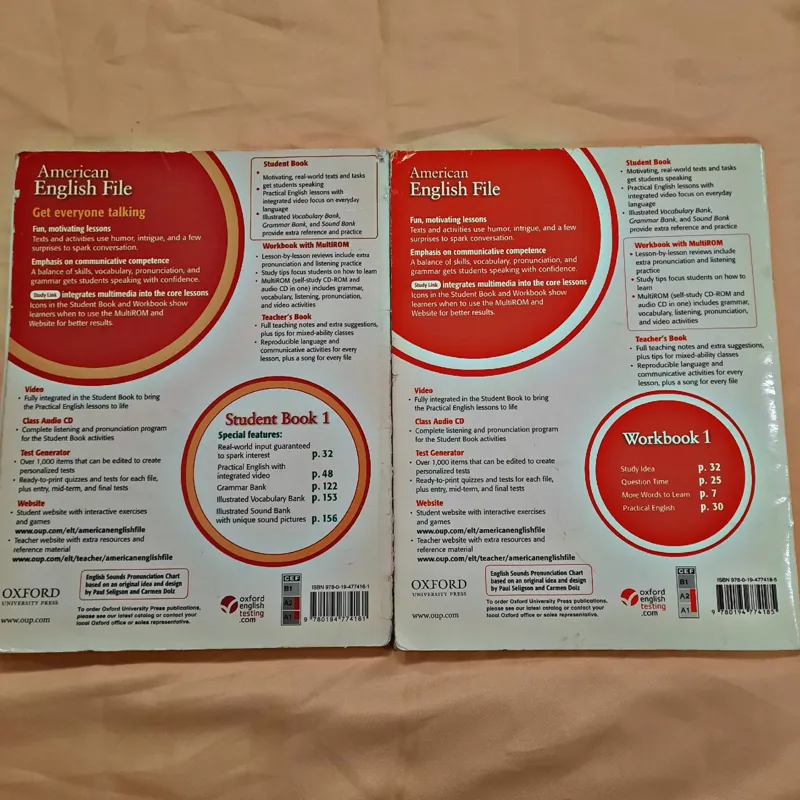 American
English File
Get everyone talking
Fun, motivating lessons
Texts and activities use humor, intrigue, and a few
surprises to spark conversation.
Emphasis on communicative competence
A balance of skills, vocabulary, pronunciation, and
grammar gets students speaking with confidence.
Study Link integrates multimedia into the core lessons
Icons in the Student Book and Workbook show
learners when to use the MultiROM and
Website for better results.
Student Book
• Motivating, real-world texts and tasks
get students speaking
• Practical English lessons with
integrated video focus on everyday
language
• Illustrated Vocabulary Bank,
Grammar Bank, and Sound Bank
provide extra reference and practice
Workbook with MultiROM
• Lesson-by-lesson reviews include extra
pronunciation and listening practice
• Study tips focus students on how to learn
• MultiROM (self-study CD-ROM and
audio CD in one) includes grammar,
vocabulary, listening, pronunciation,
and video activities
Teacher's Book
• Full teaching notes and extra suggestions,
plus tips for mixed-ability classes
• Reproducible language and
communicative activities for every
lesson, plus a song for every file
Video
• Fully integrated in the Student Book to bring
the Practical English lessons to life
Class Audio CD
• Complete listening and pronunciation program
for the Student Book activities
Test Generator
• Over 1,000 items that can be edited to create
personalized tests
• Ready-to-print quizzes and tests for each file,
plus entry, mid-term, and final tests
Website
• Student website with interactive exercises
and games
www.oup.com/elt/americanenglishfile
• Teacher website with extra resources and
reference material
www.oup.com/elt/teacher/americanenglishfile
Student Book 1
Special features:
Real-world input guaranteed
to spark interest p. 32
Practical English with
integrated video p. 48
Grammar Bank p. 122
Illustrated Vocabulary Bank p. 153
Illustrated Sound Bank
with unique sound pictures p. 156
OXFORD
UNIVERSITY PRESS
www.oup.com
English Sounds Pronunciation Chart
based on an original idea and design
by Paul Seligson and Carmen Dolz
To order Oxford University Press publications,
please see our latest catalog or contact your
local Oxford office or sales representative.
oxford
english
testing
.com
CEF
B1
A2
A1
ISBN 978-0-19-477416-1
9 780194 774161
American
English File
Fun, motivating lessons
Texts and activities use humor, intrigue, and a few
surprises to spark conversation.
Emphasis on communicative competence
A balance of skills, vocabulary, pronunciation, and
grammar gets students speaking with confidence.
Study Link integrates multimedia into the core lessons
Icons in the Student Book and Workbook show
learners when to use the MultiROM and
Website for better results.
Student Book
• Motivating, real-world texts and tasks
get students speaking
• Practical English lessons with
integrated video focus on everyday
language
• Illustrated Vocabulary Bank,
Grammar Bank, and Sound Bank
provide extra reference and practice
Workbook with MultiROM
• Lesson-by-lesson reviews include
extra pronunciation and listening
practice
• Study tips focus students on how to
learn
• MultiROM (self-study CD-ROM and
audio CD in one) includes grammar,
vocabulary, listening, pronunciation,
and video activities
Teacher's Book
• Full teaching notes and extra suggestions,
plus tips for mixed-ability classes
• Reproducible language and
communicative activities for every
lesson, plus a song for every file
Video
• Fully integrated in the Student Book to bring
the Practical English lessons to life
Class Audio CD
• Complete listening and pronunciation program
for the Student Book activities
Test Generator
• Over 1,000 items that can be edited to create
personalized tests
• Ready-to-print quizzes and tests for each file,
plus entry, mid-term, and final tests
Website
• Student website with interactive exercises
and games
www.oup.com/elt/americanenglishfile
• Teacher website with extra resources and
reference material
www.oup.com/elt/teacher/americanenglishfile
Workbook 1
Study Idea p. 32
Question Time p. 25
More Words to Learn p. 7
Practical English p. 30
OXFORD
UNIVERSITY PRESS
www.oup.com
English Sounds Pronunciation Chart
based on an original idea and design
by Paul Seligson and Carmen Dolz
To order Oxford University Press publications,
please see our latest catalog or contact your
local Oxford office or sales representative.
oxford
english
testing
.com
CEF
B1
A2
A1
ISBN 978-0-19-477418-5
9 780194 774185